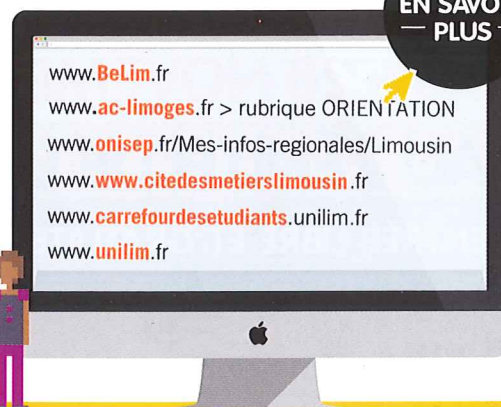 EN SAVO
— PLUS -
www.BeLim.fr
www.ac-limoges.fr > rubrique ORIENTATION
www.onisep.fr/Mes-infos-regionales/Limousin
www.www.citedesmetierslimousin.fr
www.carrefourdesetudiants.unilim.fr
www.unilim.fr